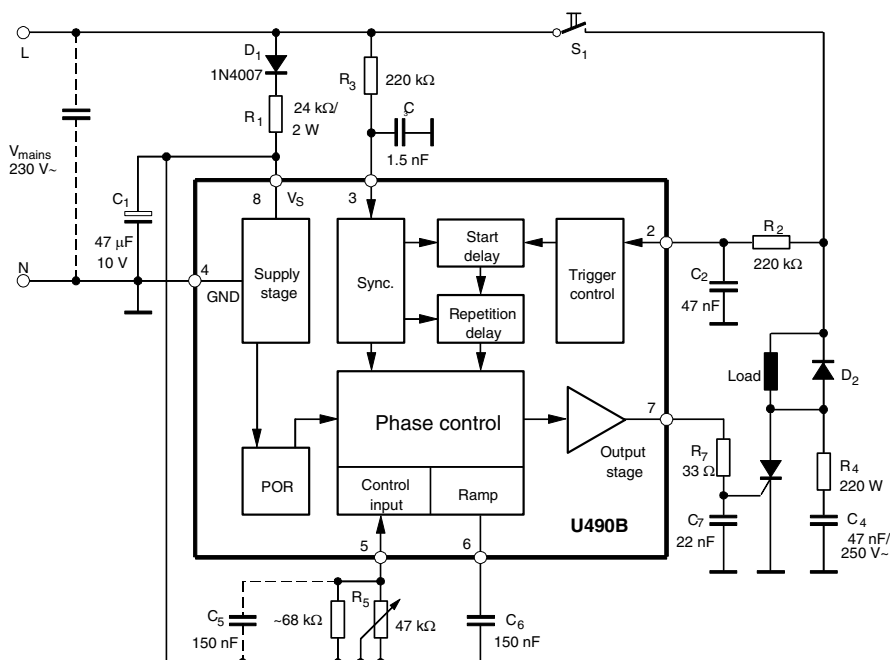 L
D1
1N4007
R3
220 kΩ
S1
R1
24 kΩ/
2 W
C3
1.5 nF
Vmains
230 V~
C1
47 µF
10 V
N
8
VS
3
2
4
GND
Supply
stage
Sync.
Start
delay
Repetition
delay
Trigger
control
R2
220 kΩ
C2
47 nF
Load
D2
Phase control
7
Output
stage
POR
Control
input
Ramp
U490B
R7
33 Ω
C7
22 nF
R4
220 W
C4
47 nF/
250 V~
5
6
C5
150 nF
~68 kΩ
R5
47 kΩ
C6
150 nF